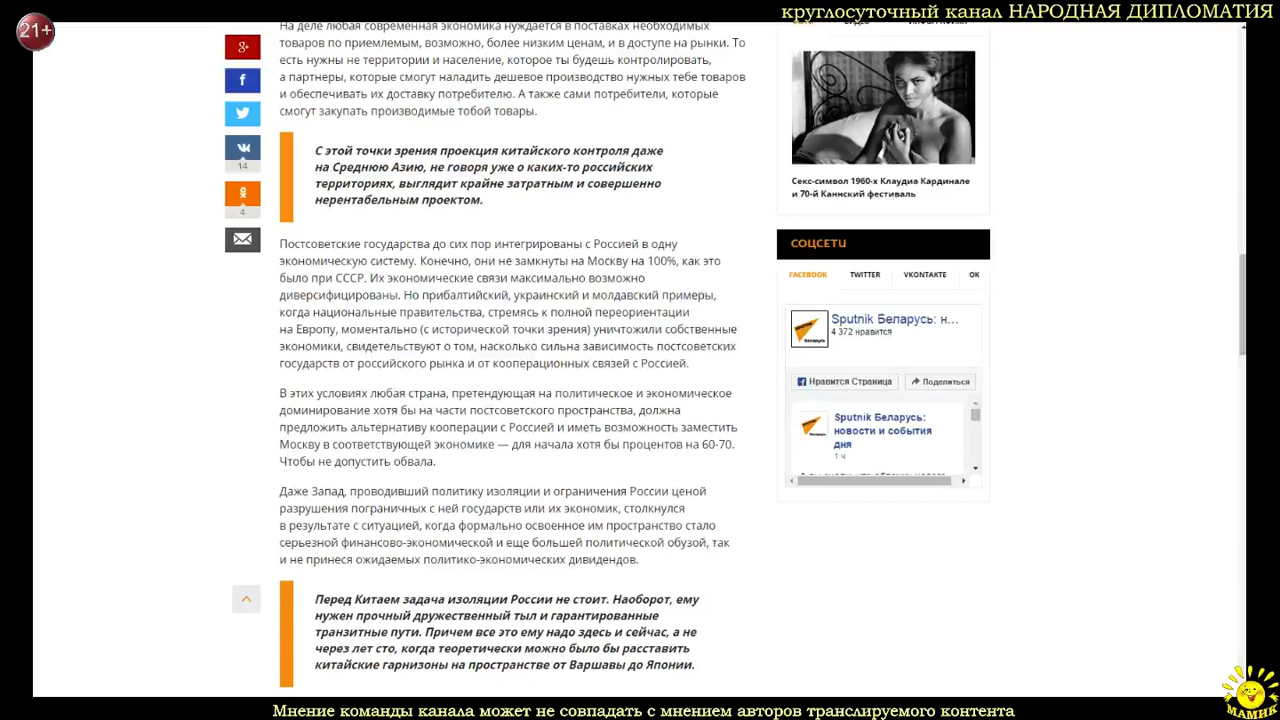 круглосуточный канал НАРОДНАЯ ДИПЛОМАТИЯ
21+
На деле любая современная экономика нуждается в поставках необходимых
товаров по приемлемым, возможно, более низким ценам, и в доступе на рынки. То
есть нужны не территории и население, которое ты будешь контролировать,
а партнеры, которые смогут наладить дешевое производство нужных тебе товаров
и обеспечивать их доставку потребителю. А также сами потребители, которые
смогут закупать производимые тобой товары.
С этой точки зрения проекция китайского контроля даже
на Среднюю Азию, не говоря уже о каких-то российских
территориях, выглядит крайне затратным и совершенно
нерентабельным проектом.
14
4
Постсоветские государства до сих пор интегрированы с Россией в одну
экономическую систему. Конечно, они не замкнуты на Москву на 100%, как это
было при СССР. Их экономические связи максимально возможно
диверсифицированы. Но прибалтийский, украинский и молдавский примеры,
когда национальные правительства, стремясь к полной переориентации
на Европу, моментально (с исторической точки зрения) уничтожили собственные
экономики, свидетельствуют о том, насколько сильна зависимость постсоветских
государств от российского рынка и от кооперационных связей с Россией.
В этих условиях любая страна, претендующая на политическое и экономическое
доминирование хотя бы на части постсоветского пространства, должна
предложить альтернативу кооперации с Россией и иметь возможность заместить
Москву в соответствующей экономике — для начала хотя бы процентов на 60-70.
Чтобы не допустить обвала.
Даже Запад, проводивший политику изоляции и ограничения России ценой
разрушения пограничных с ней государств или их экономик, столкнулся
в результате с ситуацией, когда формально освоенное им пространство стало
серьезной финансово-экономической и еще большей политической обузой, так
и не принеся ожидаемых политико-экономических дивидендов.
Перед Китаем задача изоляции России не стоит. Наоборот, ему
нужен прочный дружественный тыл и гарантированные
транзитные пути. Причем все это ему надо здесь и сейчас, а не
через лет сто, когда теоретически можно было бы расставить
китайские гарнизоны на пространстве от Варшавы до Японии.
Секс-символ 1960-х Клаудиа Кардинале
и 70-й Каннский фестиваль
СОЦСЕТИ
FACEBOOK TWITTER VKONTAKTE OK
Sputnik Беларусь: н...
4 372 нравится
Нравится Страница Поделиться
Sputnik Беларусь:
новости и события
дня
1 ч
МАМИК
Мнение команды канала может не совпадать с мнением авторов транслируемого контента